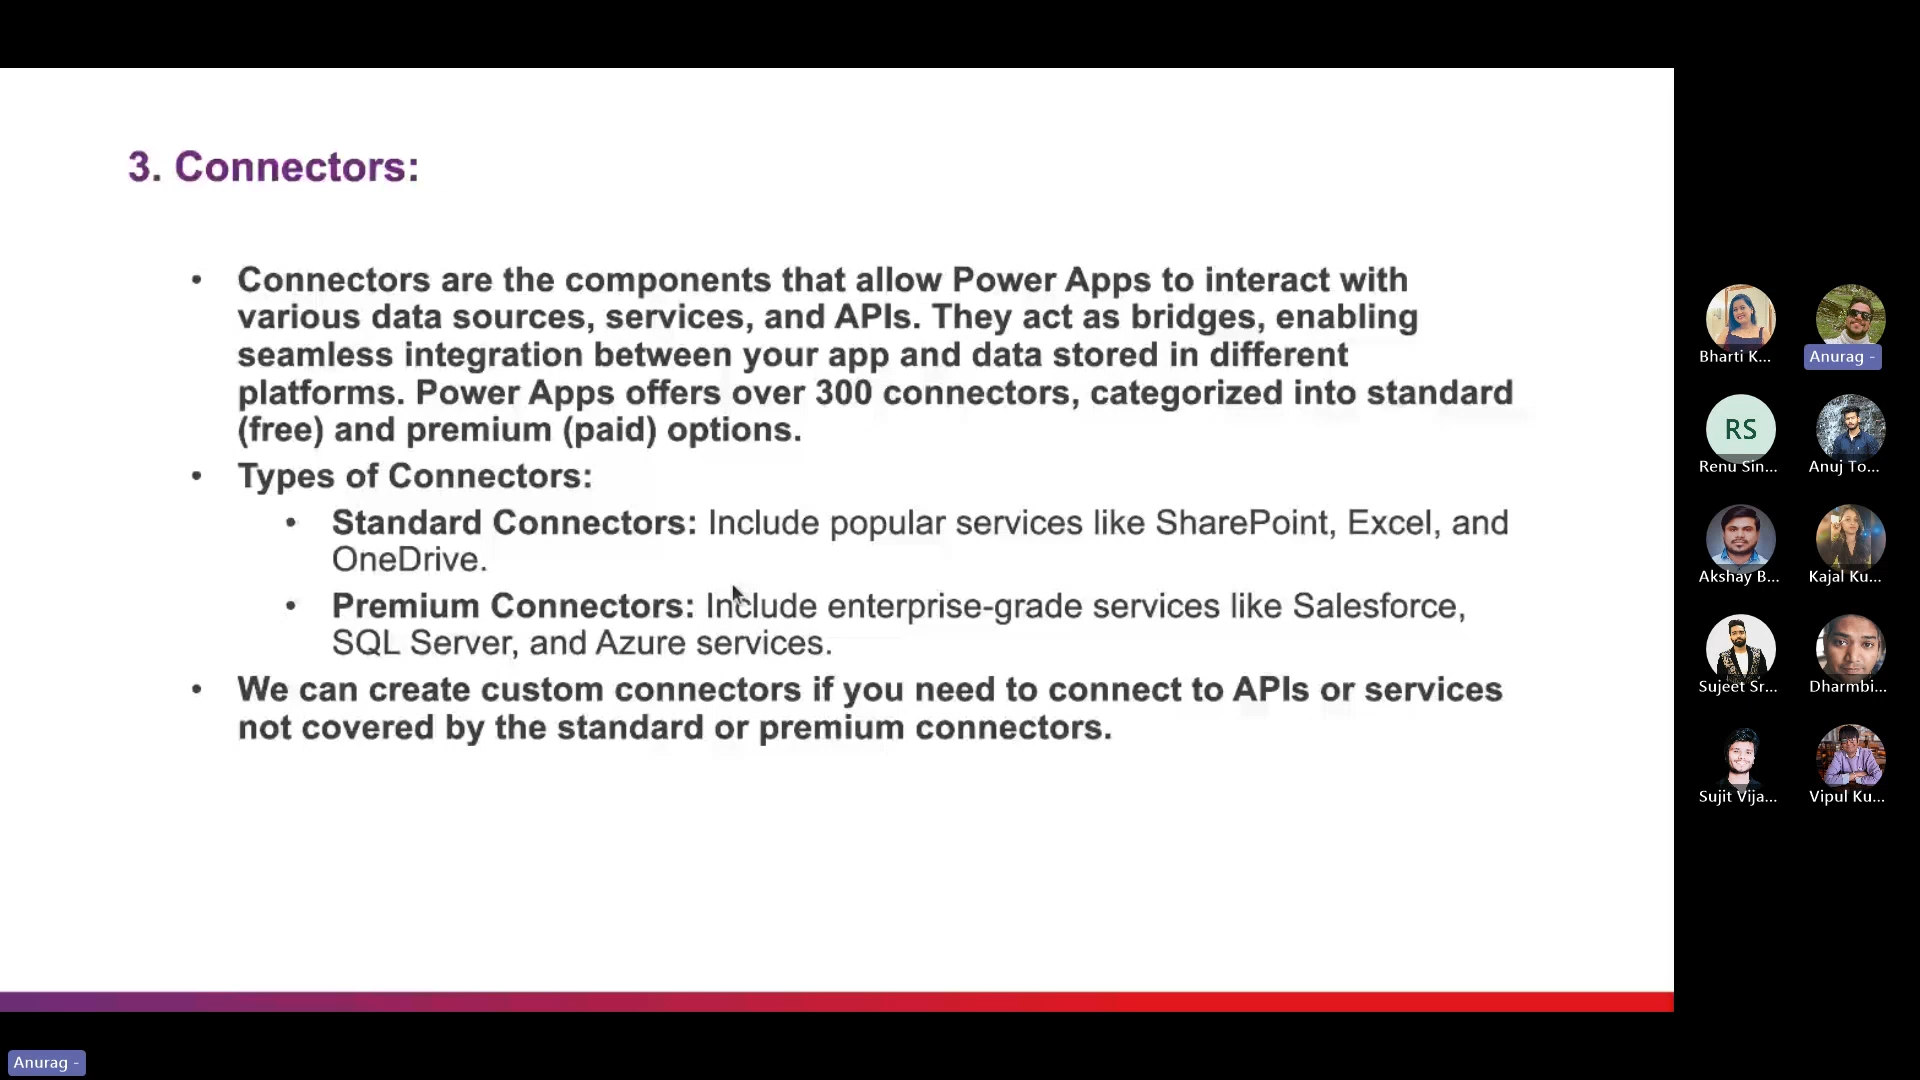 3. Connectors:
• Connectors are the components that allow Power Apps to interact with
various data sources, services, and APIs. They act as bridges, enabling
seamless integration between your app and data stored in different
platforms. Power Apps offers over 300 connectors, categorized into standard
(free) and premium (paid) options.
• Types of Connectors:
• Standard Connectors: Include popular services like SharePoint, Excel, and
OneDrive.
• Premium Connectors: Include enterprise-grade services like Salesforce,
SQL Server, and Azure services.
• We can create custom connectors if you need to connect to APIs or services
not covered by the standard or premium connectors.
Bharti K...
Anurag -
RS
Renu Sin...
Anuj To...
Akshay B...
Kajal Ku...
Sujeet Sr...
Dharmbi...
Sujit Vija...
Vipul Ku...
Anurag -